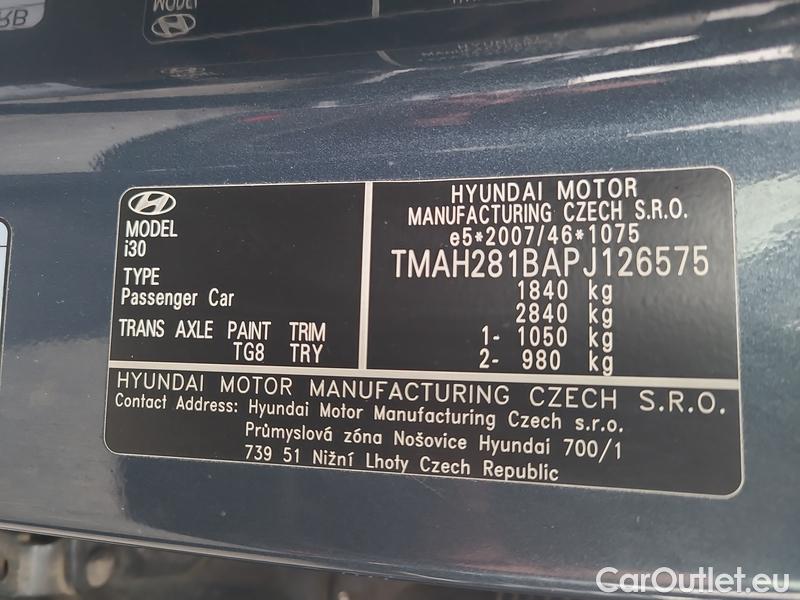 MODEL
i30
TYPE
Passenger Car
TRANS AXLE PAINT TRIM
TG8 TRY
HYUNDAI MOTOR
MANUFACTURING CZECH S.R.O.
e5*2007/46*1075
TMAH281BAPJ126575
1840 kg
2840 kg
1- 1050 kg
2- 980 kg
HYUNDAI MOTOR MANUFACTURING CZECH S.R.O.
Contact Address: Hyundai Motor Manufacturing Czech s.r.o.
Průmyslová zóna Nošovice Hyundai 700/1
739 51 Nižní Lhoty Czech Republic
CarOutlet.eu